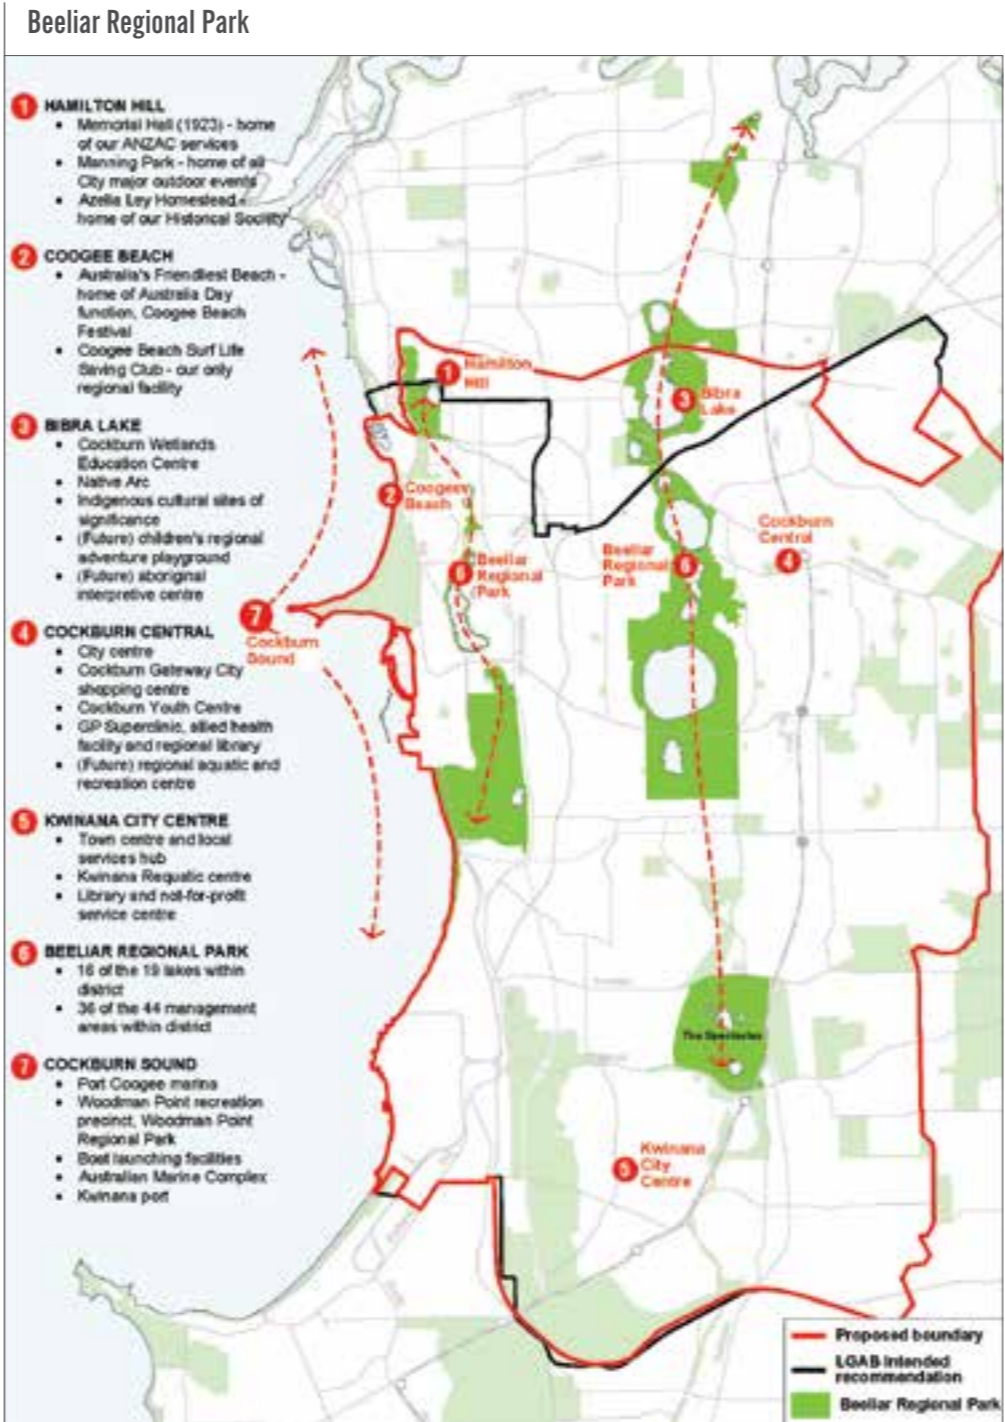 Beeliar Regional Park
1 HAMILTON HILL
• Memorial Hall (1923) - home
of our ANZAC services
• Manning Park - home of all
City major outdoor events
• Azelia Ley Homestead -
home of our Historical Society
2 COOGEE BEACH
• Australia's Friendliest Beach -
home of Australia Day
function, Coogee Beach
Festival
• Coogee Beach Surf Life
Saving Club - our only
regional facility
3 BIBRA LAKE
• Cockburn Wetlands
Education Centre
• Native Arc
• Indigenous cultural sites of
significance
• (Future) children's regional
adventure playground
• (Future) aboriginal
interpretive centre
4 COCKBURN CENTRAL
• City centre
• Cockburn Gateway City
shopping centre
• Cockburn Youth Centre
• GP Superclinic, allied health
facility and regional library
• (Future) regional aquatic and
recreation centre
5 KWINANA CITY CENTRE
• Town centre and local
services hub
• Kwinana Requatic centre
• Library and not-for-profit
service centre
6 BEELIAR REGIONAL PARK
• 16 of the 19 lakes within
district
• 36 of the 44 management
areas within district
7 COCKBURN SOUND
• Port Coogee marina
• Woodman Point recreation
precinct, Woodman Point
Regional Park
• Boat launching facilities
• Australian Marine Complex
• Kwinana port
1 Hamilton
Hill
3 Bibra
Lake
2 Coogee
Beach
Cockburn
Central
4
6 Beeliar
Regional
Park
Beeliar
Regional
Park
6
7
Cockburn
Sound
The Spectacles
5 Kwinana
City
Centre
Proposed boundary
LGAB intended
recommendation
Beeliar Regional Park